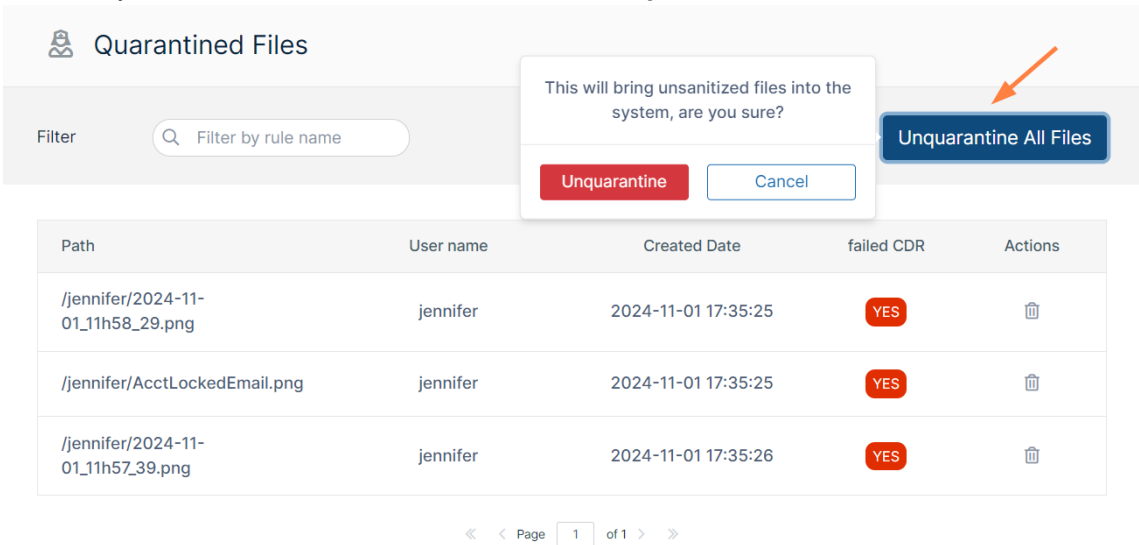 Quarantined Files
This will bring unsanitized files into the
system, are you sure?
Filter
Filter by rule name
Unquarantine All Files
Unquarantine
Cancel
Path User name Created Date failed CDR Actions
/jennifer/2024-11-
01_11h58_29.png jennifer 2024-11-01 17:35:25 YES
/jennifer/AcctLockedEmail.png jennifer 2024-11-01 17:35:25 YES
/jennifer/2024-11-
01_11h57_39.png jennifer 2024-11-01 17:35:26 YES
« < Page 1 of 1 > »